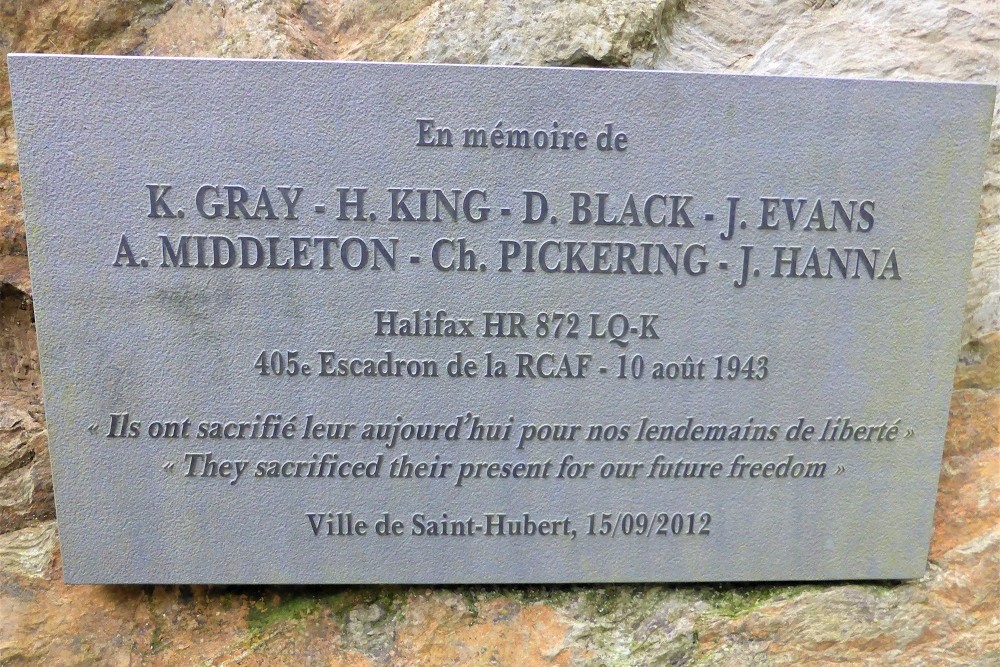 En mémoire de
K. GRAY - H. KING - D. BLACK - J. EVANS
A. MIDDLETON - Ch. PICKERING - J. HANNA
Halifax HR 872 LQ-K
405e Escadron de la RCAF - 10 août 1943
« Ils ont sacrifié leur aujourd'hui pour nos lendemains de liberté »
« They sacrificed their present for our future freedom »
Ville de Saint-Hubert, 15/09/2012